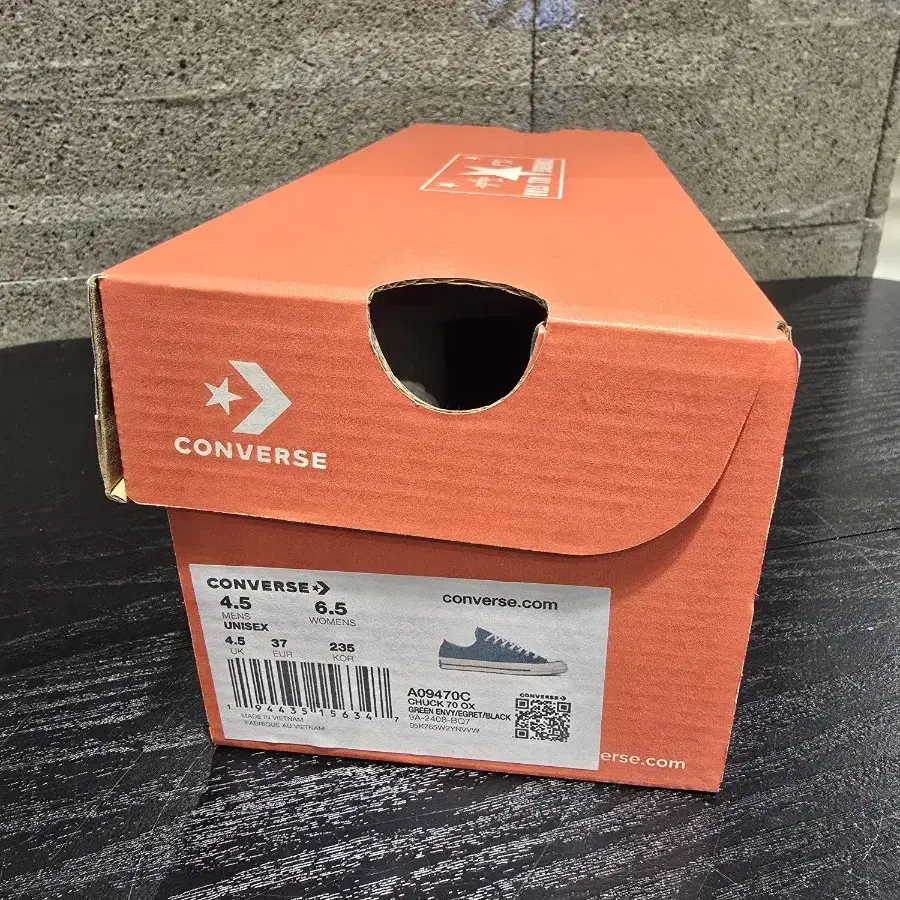 CONVERSE
CONVERSE
converse.com
4.5
6.5
MENS
WOMENS
UNISEX
4.5
37
235
UK
EUR
KOR
1 94435 15634 7
MADE IN VIETNAM
FABRIQUE AU VIETNAM
A09470C
CHUCK 70 OX
GREEN ENVY/EGRET/BLACK
9A-2408-BQ7
CONVERSE
erse.com